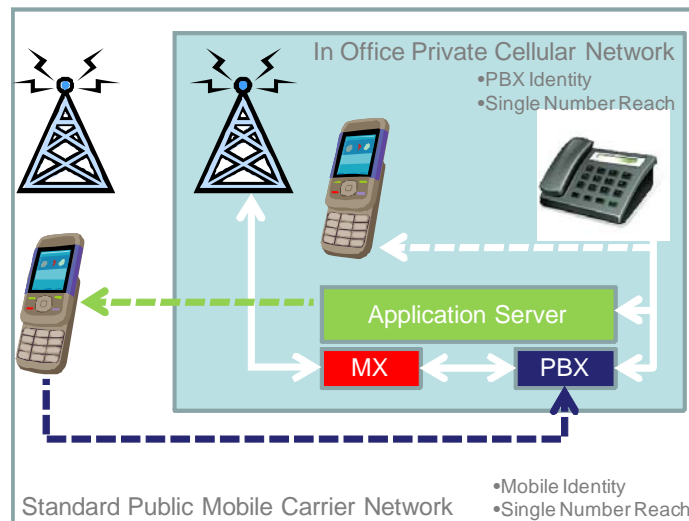 In Office Private Cellular Network
•PBX Identity
•Single Number Reach
Application Server
MX
PBX
Standard Public Mobile Carrier Network
•Mobile Identity
•Single Number Reach